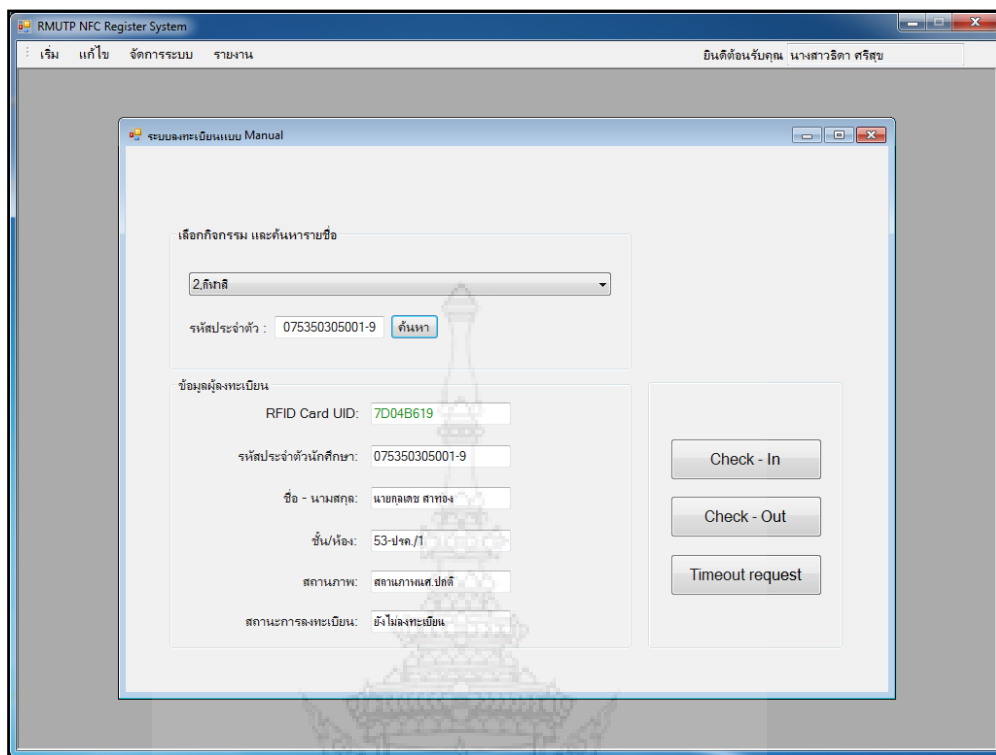 RMUTP NFC Register System
เริ่ม แก้ไข จัดการระบบ รายงาน ยินดีต้อนรับคุณ นางสาวธิดา ศรีสุข
ระบบลงทะเบียนแบบ Manual
เลือกกิจกรรม และค้นหารายชื่อ
2.กีฬาสี
รหัสประจำตัว : 075350305001-9 ค้นหา
ข้อมูลผู้ลงทะเบียน
RFID Card UID: 7D04B619
รหัสประจำตัวนักศึกษา: 075350305001-9
ชื่อ - นามสกุล: นายกุลเดช สาทอง
ชั้น/ห้อง: 53-ปรค./1
สถานภาพ: สถานภาพนศ.ปกติ
สถานะการลงทะเบียน: ยังไม่ลงทะเบียน
Check - In
Check - Out
Timeout request